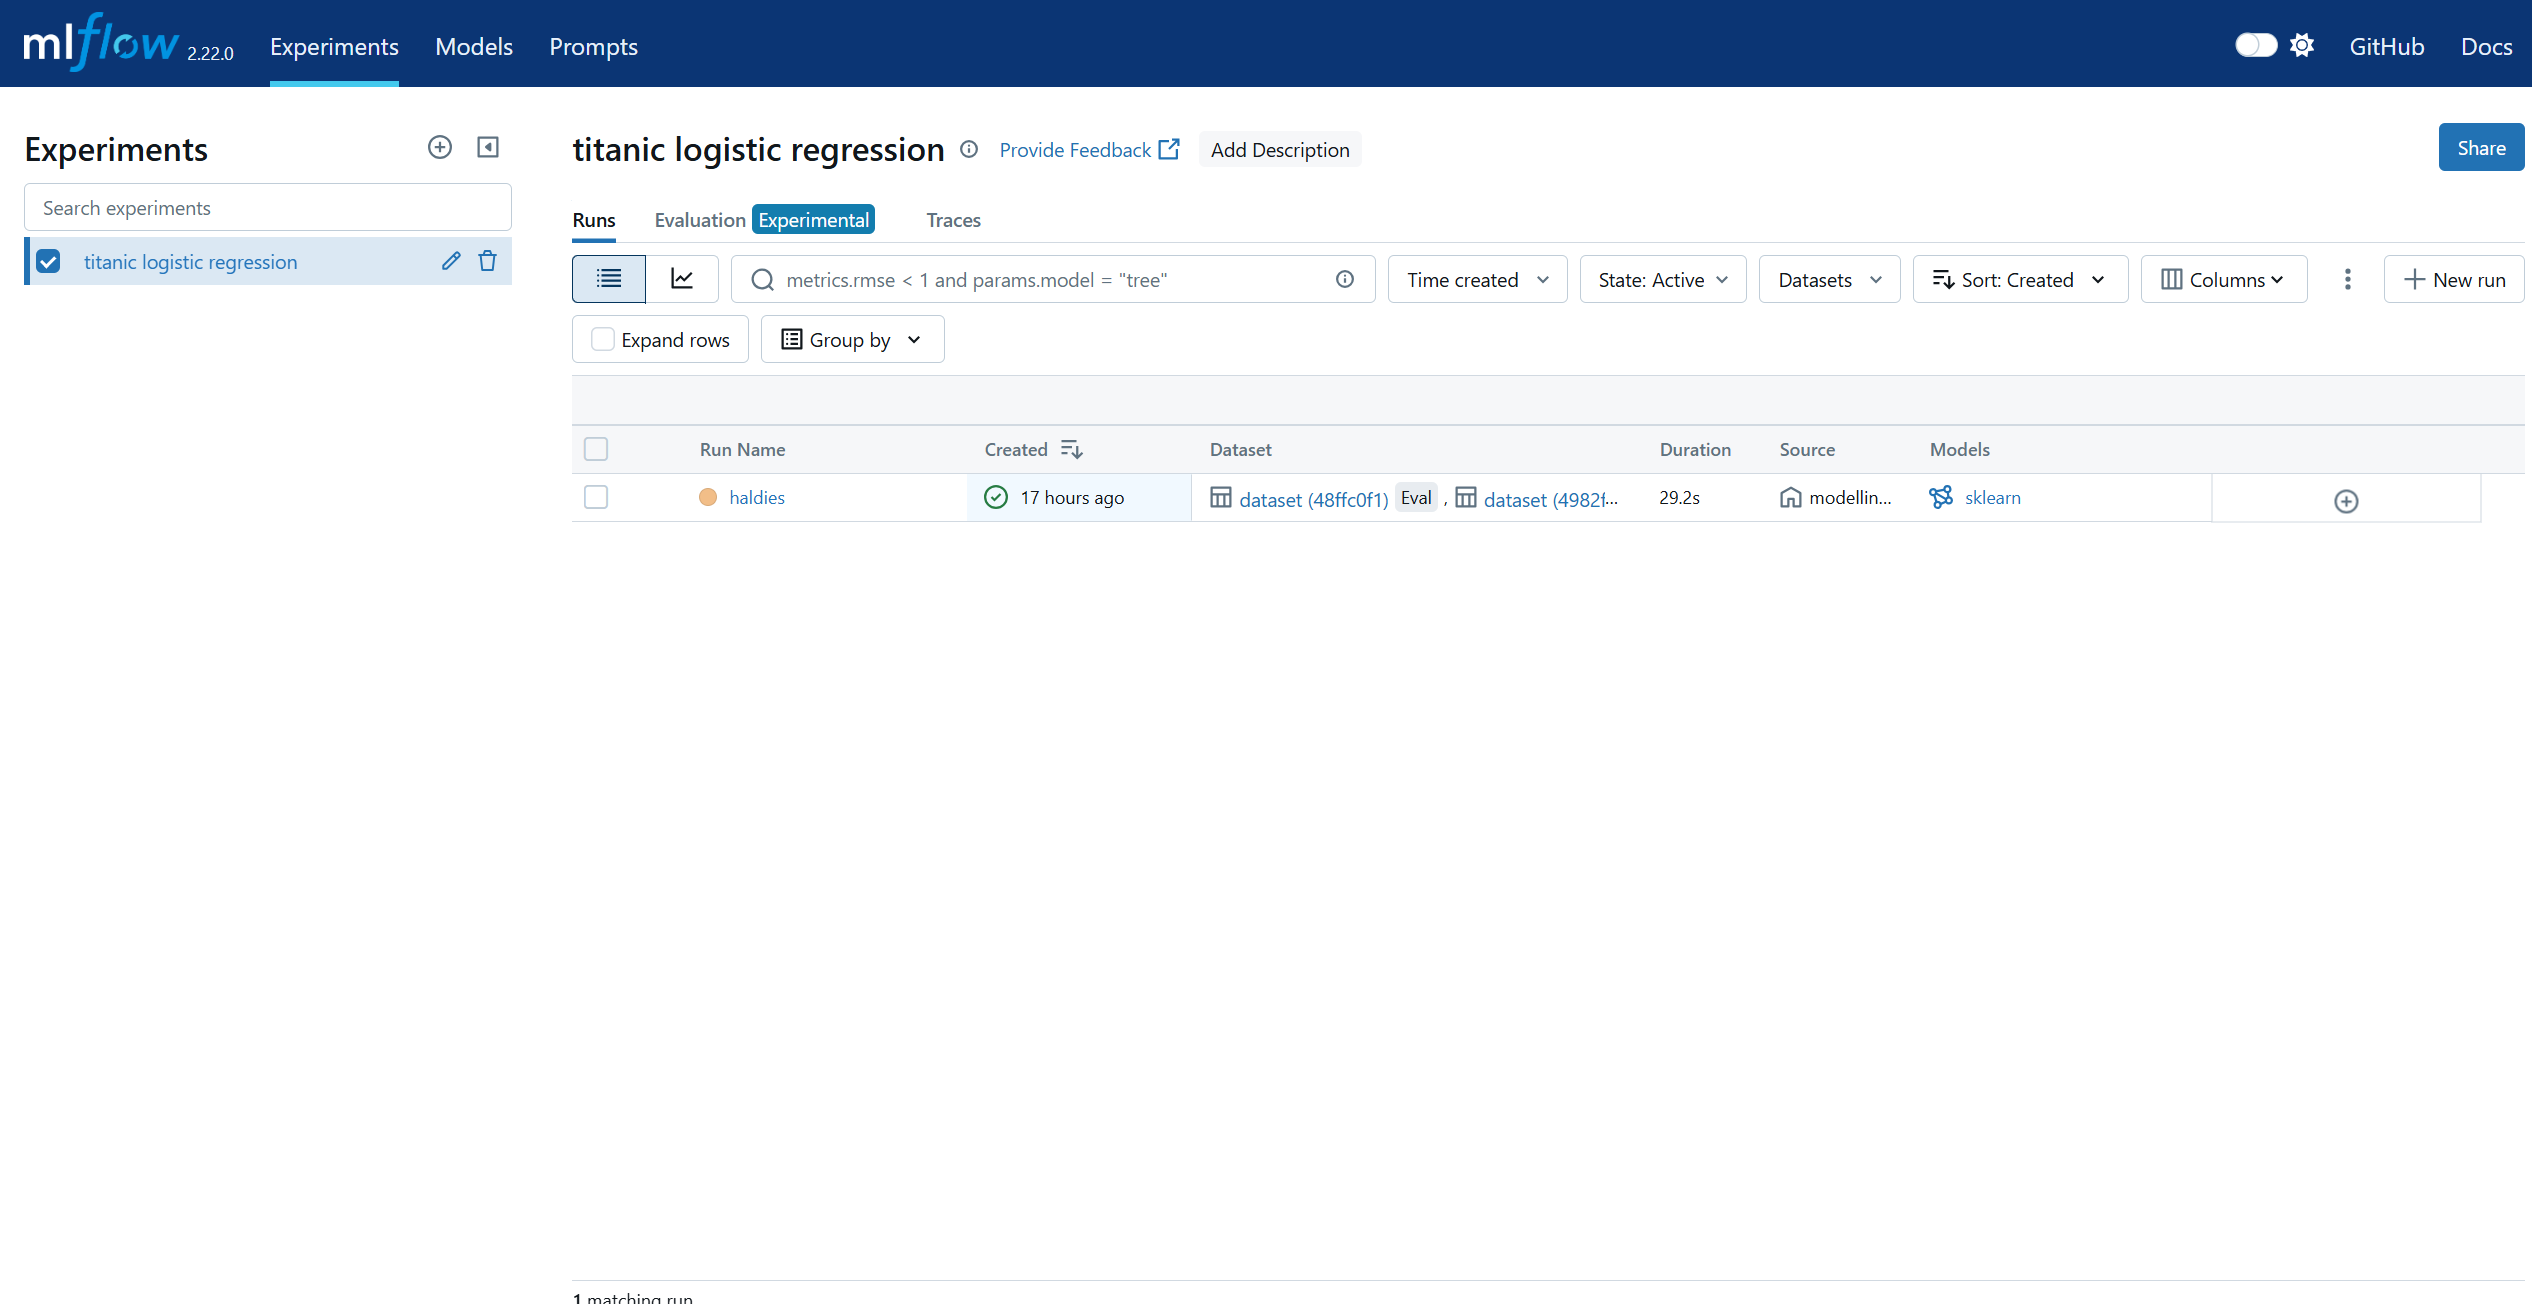 mlflow 2.22.0 Experiments Models Prompts GitHub Docs
Experiments
Search experiments
titanic logistic regression
titanic logistic regression Provide Feedback Add Description Share
Runs Evaluation Experimental Traces
metrics.rmse < 1 and params.model = "tree" Time created State: Active Datasets Sort: Created Columns New run
Expand rows Group by
Run Name Created Dataset Duration Source Models
haldies 17 hours ago dataset (48ffc0f1) Eval , dataset (4982f... 29.2s modellin... sklearn
1 matching run